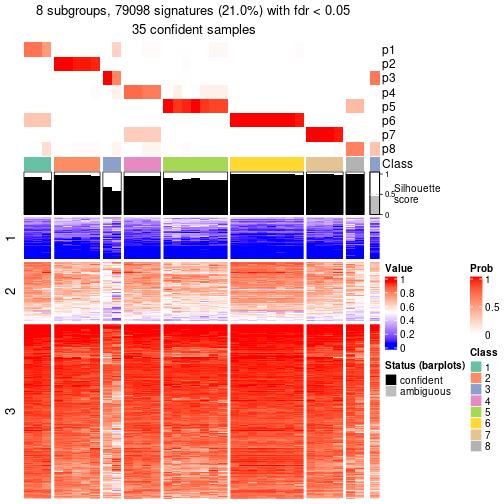 8 subgroups, 79098 signatures (21.0%) with fdr < 0.05
35 confident samples
p1
p2
p3
p4
p5
p6
p7
p8
Class
1
0.5
0
Silhouette
score
1
2
3
Value
1
0.8
0.6
0.4
0.2
0
Prob
1
0.5
0
Status (barplots)
confident
ambiguous
Class
1
2
3
4
5
6
7
8